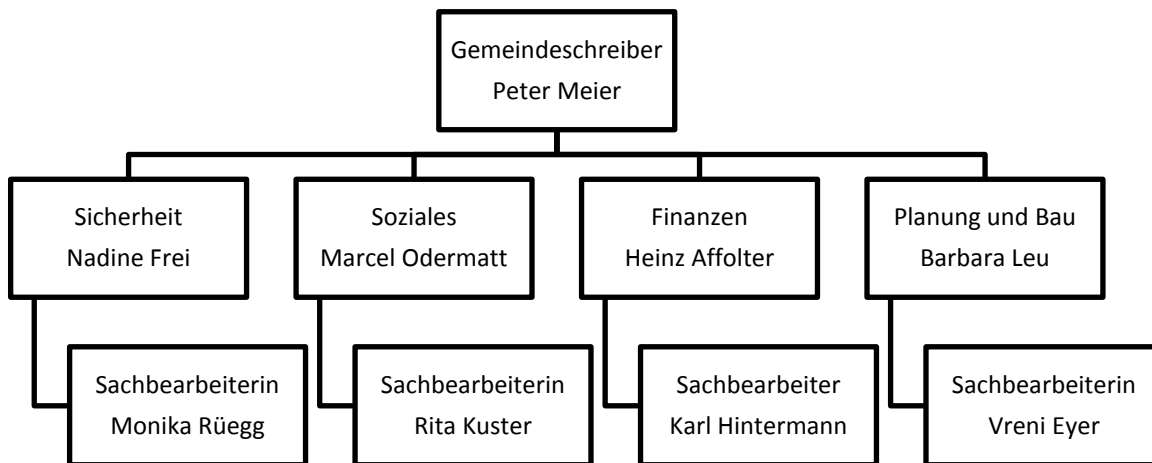 Gemeindeschreiber
Peter Meier
Sicherheit
Nadine Frei
Soziales
Marcel Odermatt
Finanzen
Heinz Affolter
Planung und Bau
Barbara Leu
Sachbearbeiterin
Monika Rüegg
Sachbearbeiterin
Rita Kuster
Sachbearbeiter
Karl Hintermann
Sachbearbeiterin
Vreni Eyer